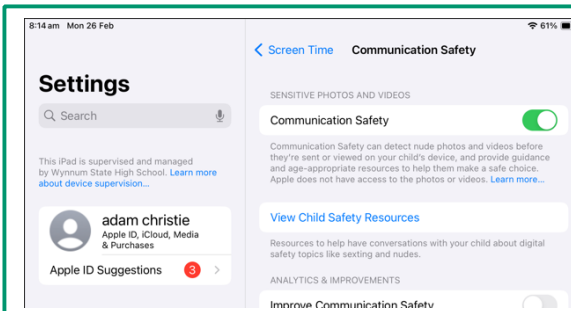 8:14 am Mon 26 Feb
61%
Settings
Search
This iPad is supervised and managed
by Wynnum State High School. Learn more
about device supervision...
adam christie
Apple ID, iCloud, Media
& Purchases
Apple ID Suggestions 3
Screen Time Communication Safety
SENSITIVE PHOTOS AND VIDEOS
Communication Safety
Communication Safety can detect nude photos and videos before
they're sent or viewed on your child's device, and provide guidance
and age-appropriate resources to help them make a safe choice.
Apple does not have access to the photos or videos. Learn more...
View Child Safety Resources
Resources to help have conversations with your child about digital
safety topics like sexting and nudes.
ANALYTICS & IMPROVEMENTS
Improve Communication Safety